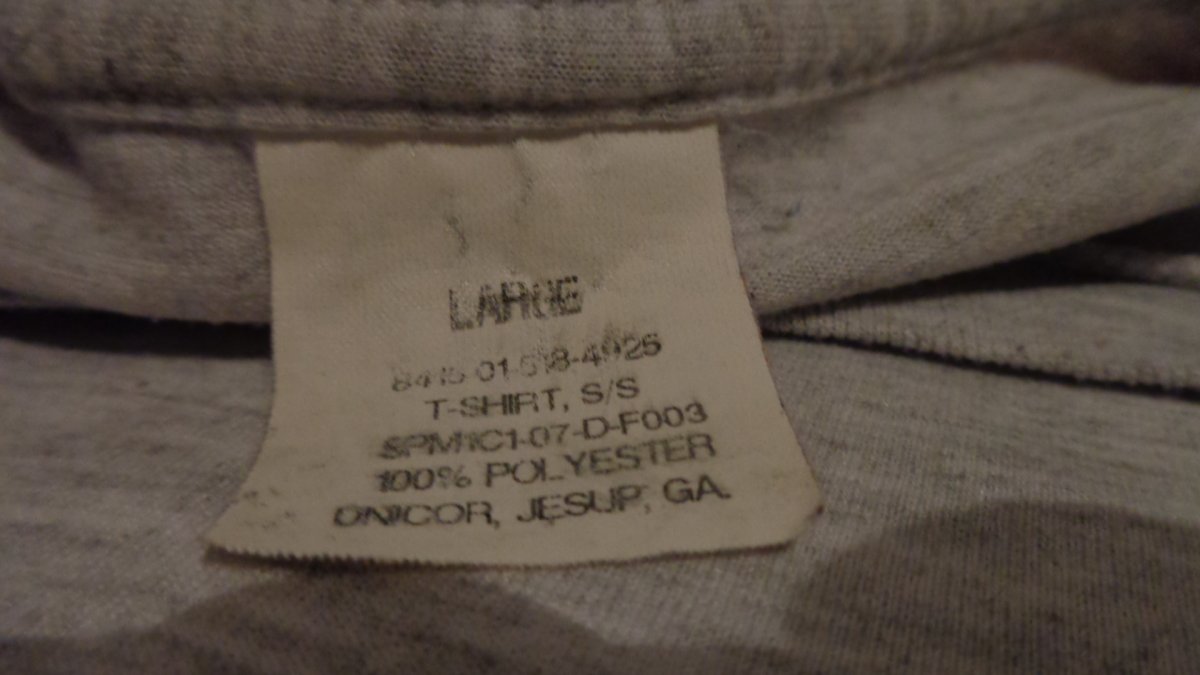 LARGE
8415-01-518-4925
T-SHIRT, S/S
SPM1C1-07-D-F003
100% POLYESTER
UNICOR, JESUP, GA.